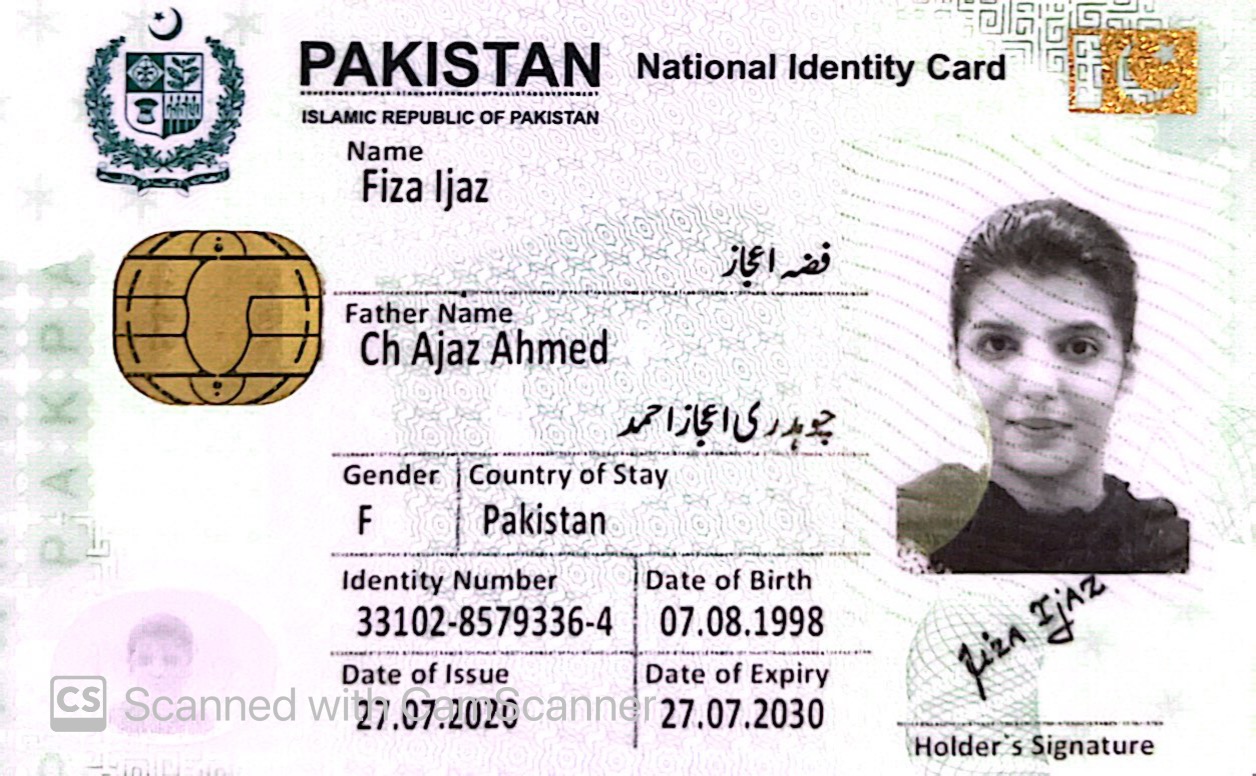 PAKISTAN National Identity Card
ISLAMIC REPUBLIC OF PAKISTAN
Name
Fiza Ijaz
فضہ اعجاز
Father Name
Ch Ajaz Ahmed
چوہدری اعجاز احمد
Gender Country of Stay
F Pakistan
Identity Number Date of Birth
33102-8579336-4 07.08.1998
Date of Issue Date of Expiry
27.07.2020 27.07.2030
Fiza Ijaz
Holder's Signature
CS Scanned with CamScanner
PAKPA